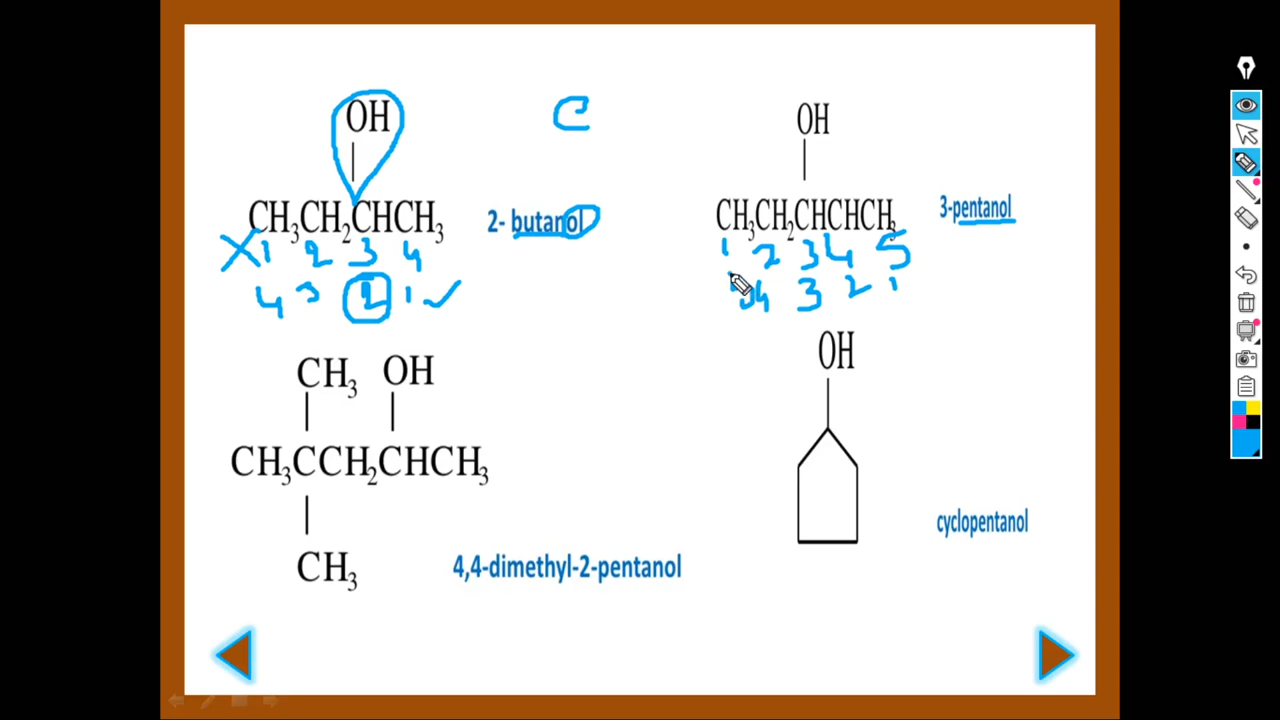 OH
C
CH₃CH₂CHCH₃
2- butanol
X 1 2 3 4
4 3 2 1 ✓
OH
CH₃CH₂CHCHCH₃
3-pentanol
1 2 3 4 5
4 3 2 1
CH₃ OH
CH₃CCH₂CHCH₃
CH₃
4,4-dimethyl-2-pentanol
OH
cyclopentanol